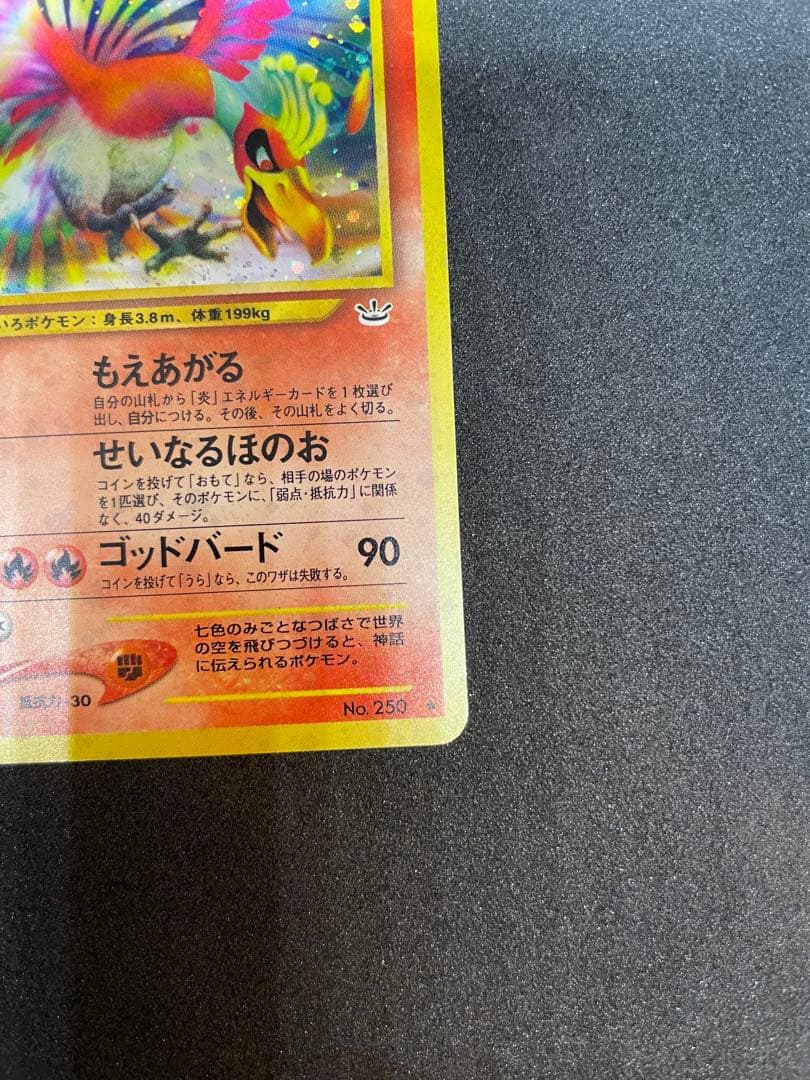 いろポケモン：身長3.8m、体重199kg
もえあがる
自分の山札から「炎」エネルギーカードを1枚選び
出し、自分につける。その後、その山札をよく切る。
せいなるほのお
コインを投げて「おもて」なら、相手の場のポケモン
を1匹選び、そのポケモンに、「弱点・抵抗力」に関係
なく、40ダメージ。
ゴッドバード 90
コインを投げて「うら」なら、このワザは失敗する。
七色のみごとなつばさで世界
の空を飛びつづけると、神話
に伝えられるポケモン。
抵抗力 -30
No. 250 ★